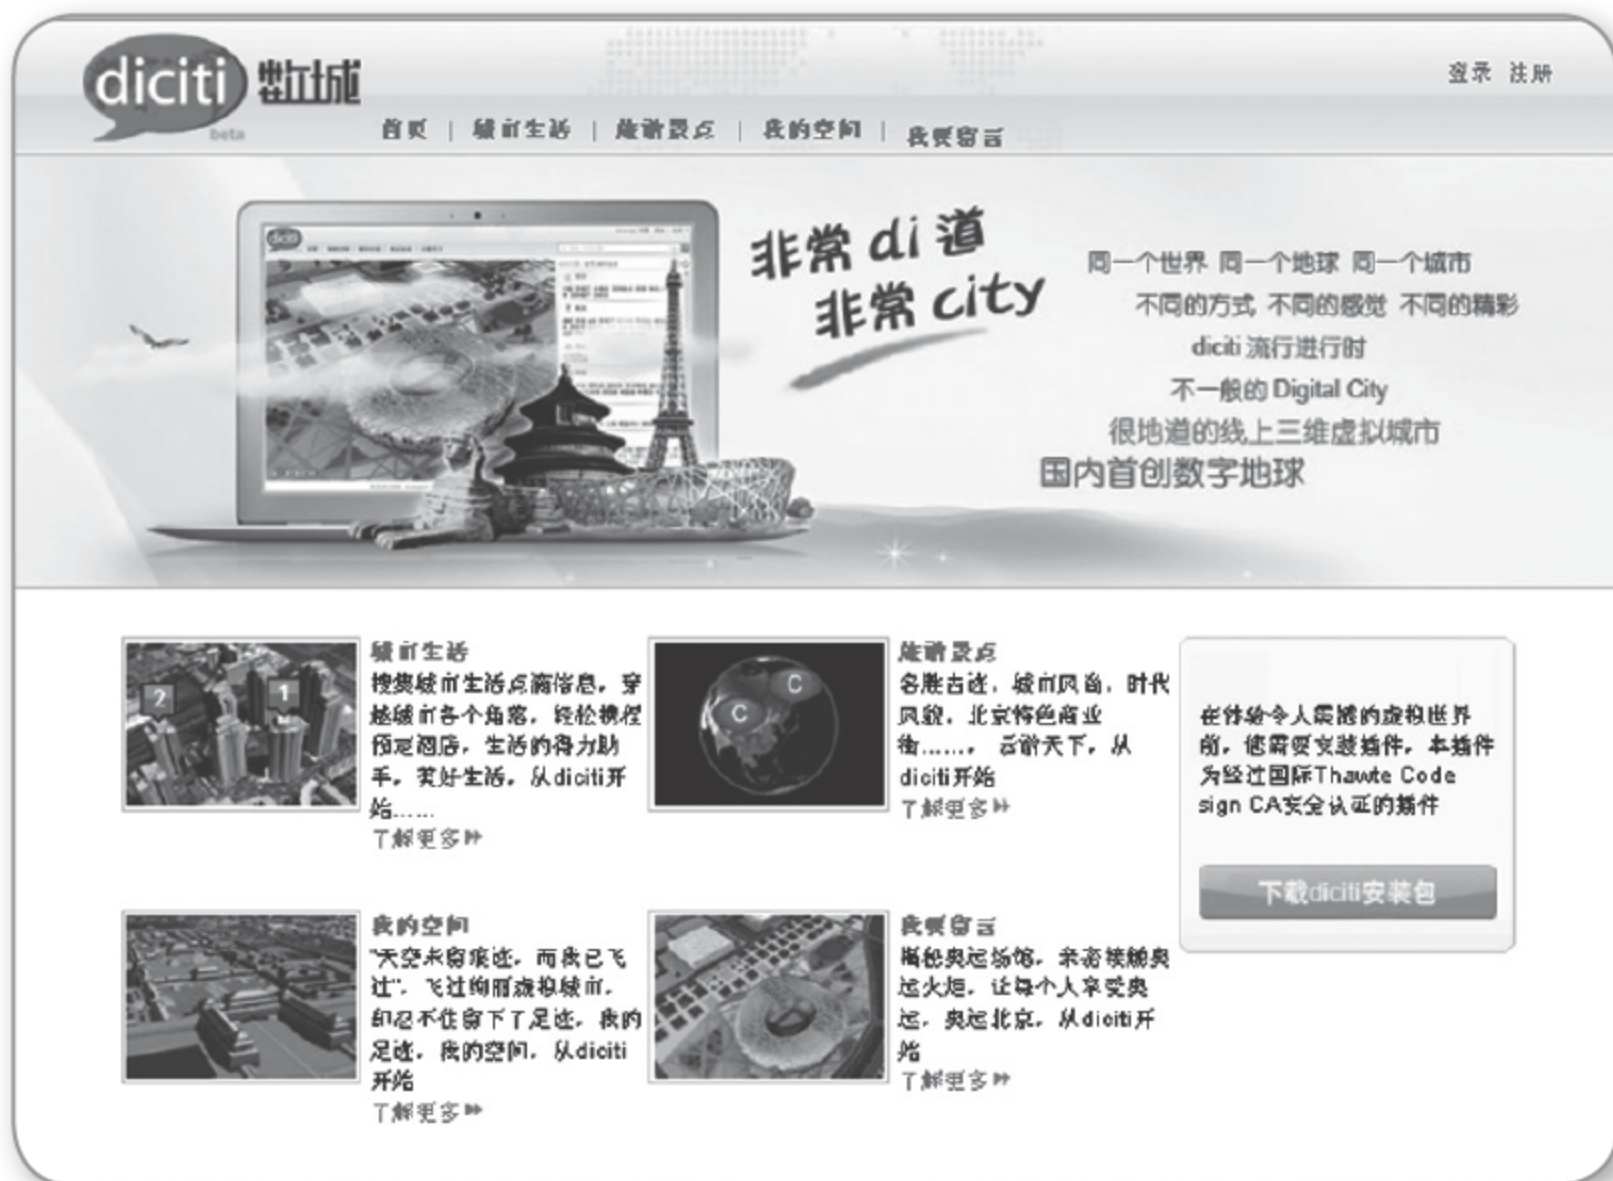 diciti 数城
beta
登录 注册
首页 | 城市生活 | 旅游景点 | 我的空间 | 我要留言
非常 di 道
非常 city
同一个世界 同一个地球 同一个城市
不同的方式 不同的感觉 不同的精彩
diciti 流行进行时
不一般的 Digital City
很地道的线上三维虚拟城市
国内首创数字地球
2
1
城市生活
搜集城市生活点滴信息,穿
越城市各个角落,轻松携程
预定酒店,生活的得力助
手,美好生活,从diciti开
始……
了解更多
C
C
旅游景点
名胜古迹,城市风尚,时代
风貌,北京特色商业
街……, 云游天下,从
diciti开始
了解更多
在体验令人震撼的虚拟世界
前,您需要安装插件,本插件
为经过国际Thawte Code
sign CA安全认证的插件
下载diciti安装包
我的空间
"天空未留痕迹,而我已飞
过",飞过绚丽虚拟城市,
却忍不住留下了足迹,我的
足迹,我的空间,从diciti
开始
了解更多
我要留言
揭秘奥运场馆,亲密接触奥
运火炬,让每个人享受奥
运,奥运北京,从diciti开
始
了解更多